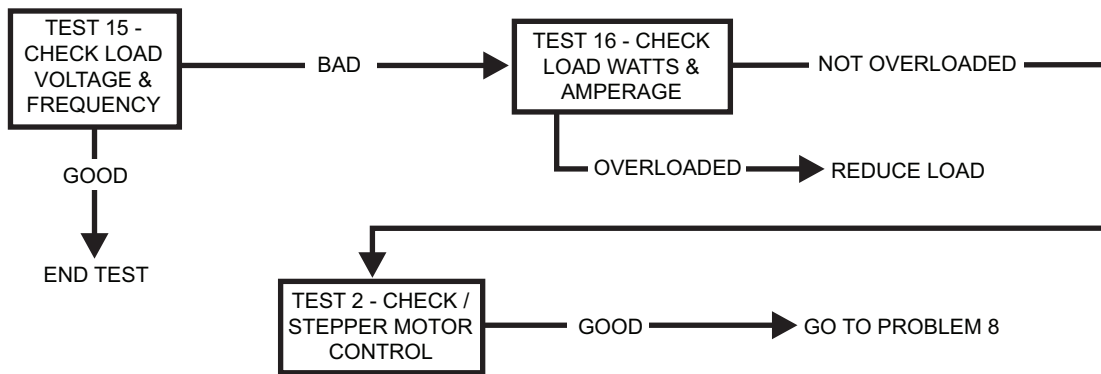 TEST 15 -
CHECK LOAD
VOLTAGE &
FREQUENCY
BAD
TEST 16 - CHECK
LOAD WATTS &
AMPERAGE
NOT OVERLOADED
GOOD
OVERLOADED
REDUCE LOAD
END TEST
TEST 2 - CHECK /
STEPPER MOTOR
CONTROL
GOOD
GO TO PROBLEM 8